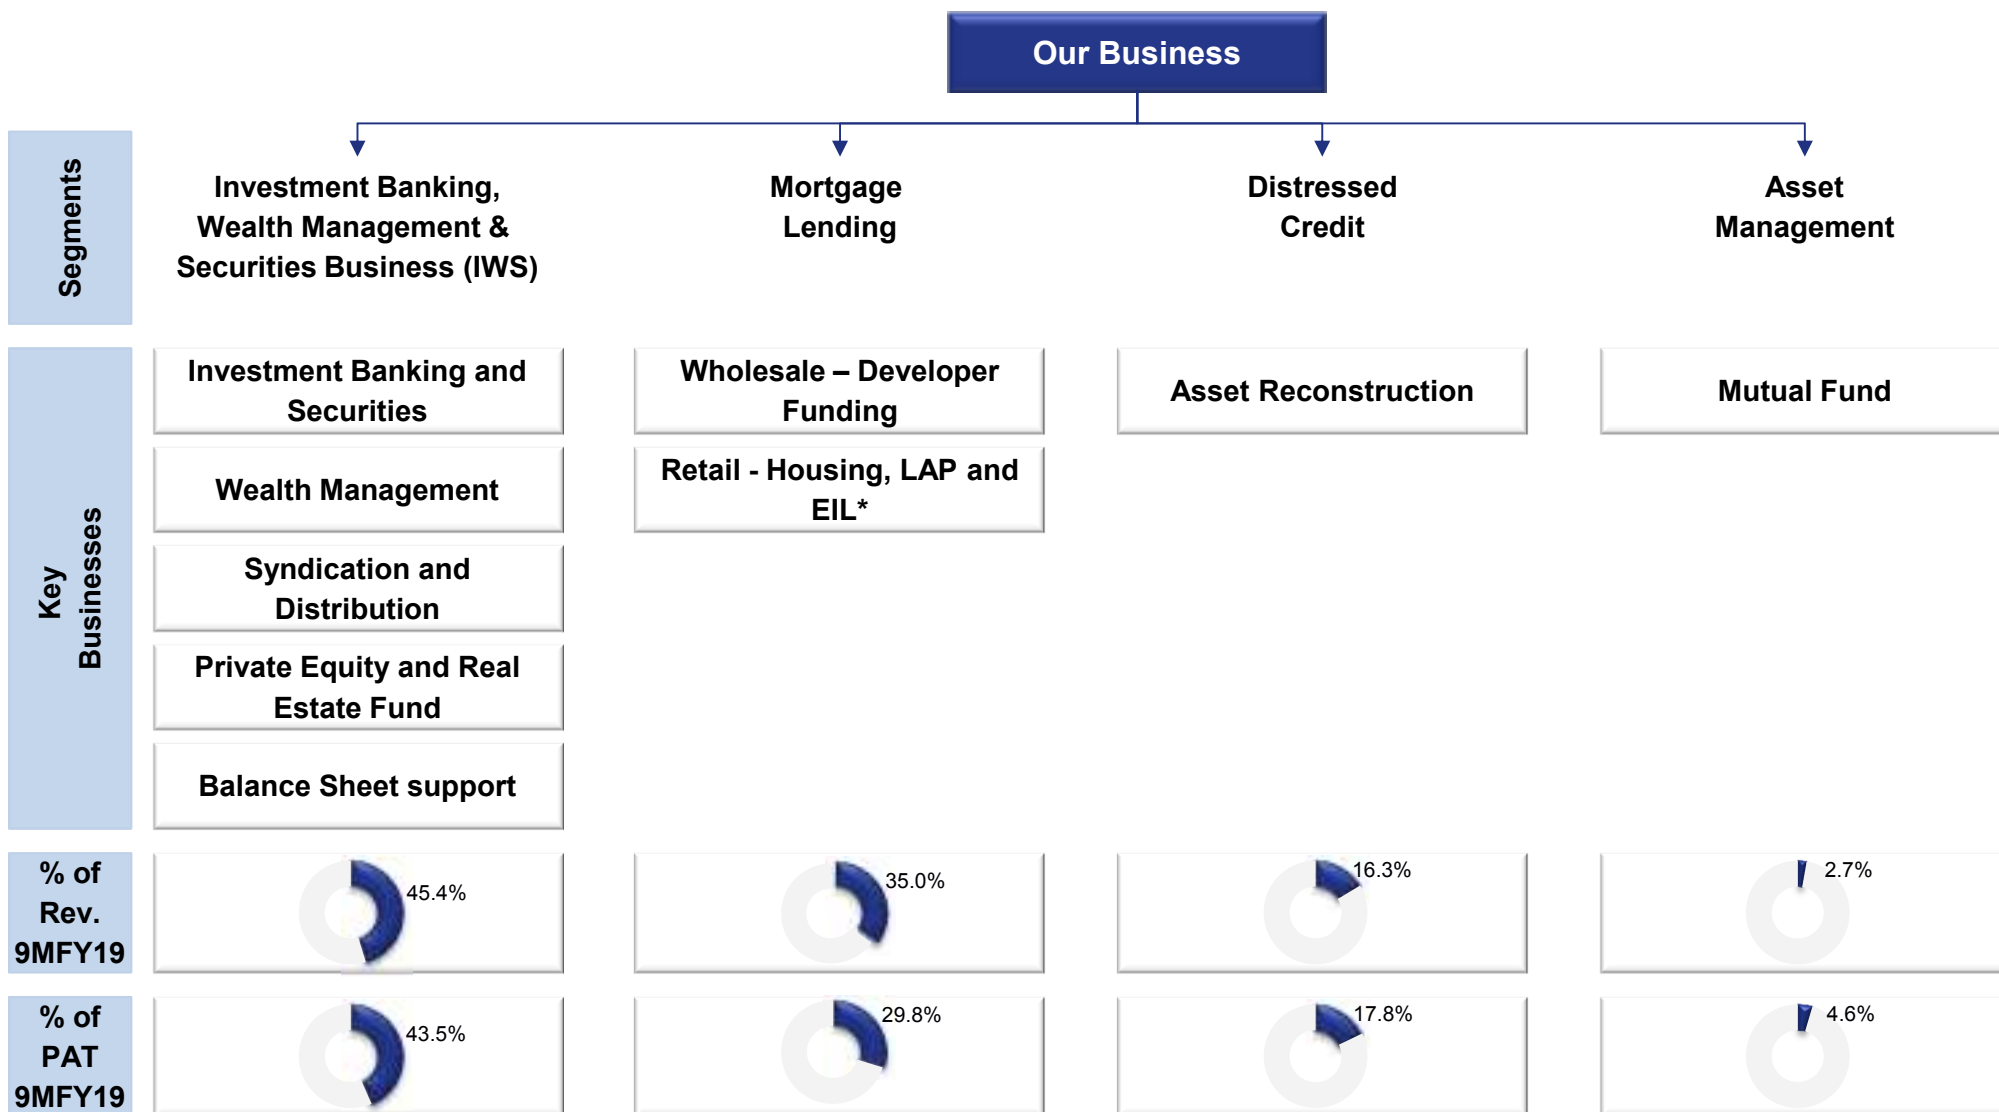 Our Business
Segments
Investment Banking,
Wealth Management &
Securities Business (IWS)
Mortgage
Lending
Distressed
Credit
Asset
Management
Key
Businesses
Investment Banking and
Securities
Wealth Management
Syndication and
Distribution
Private Equity and Real
Estate Fund
Balance Sheet support
Wholesale – Developer
Funding
Retail - Housing, LAP and
EIL*
Asset Reconstruction
Mutual Fund
% of
Rev.
9MFY19
45.4%
35.0%
16.3%
2.7%
% of
PAT
9MFY19
43.5%
29.8%
17.8%
4.6%